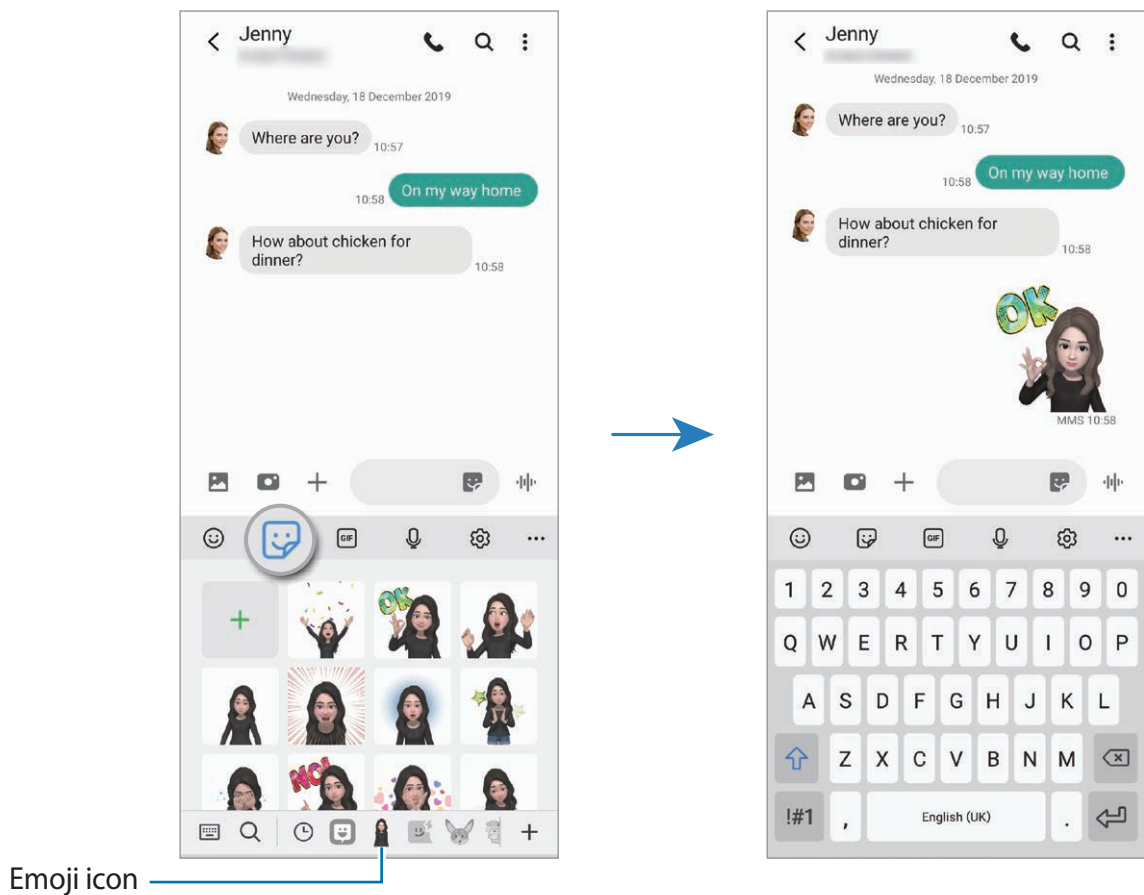 Jenny
Wednesday, 18 December 2019
Where are you?
10:57
On my way home
10:58
How about chicken for
dinner?
10:58
GIF
OK
NO!
Emoji icon
Jenny
Wednesday, 18 December 2019
Where are you?
10:57
On my way home
10:58
How about chicken for
dinner?
10:58
OK
MMS 10:58
GIF
1 2 3 4 5 6 7 8 9 0
Q W E R T Y U I O P
A S D F G H J K L
Z X C V B N M
!#1 , English (UK) .